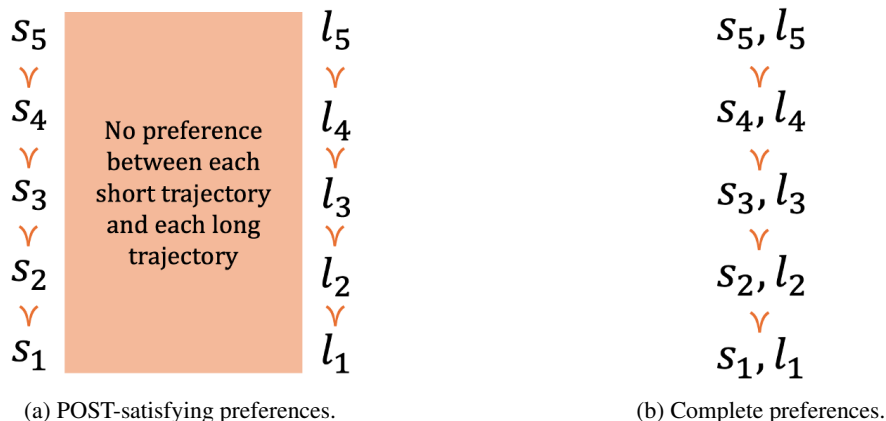 s₅ l₅ s₅, l₅
≻ ≻ ≻
s₄ l₄ s₄, l₄
≻ ≻ ≻
s₃ l₃ s₃, l₃
≻ ≻ ≻
s₂ l₂ s₂, l₂
≻ ≻ ≻
s₁ l₁ s₁, l₁
No preference
between each
short trajectory
and each long
trajectory
(a) POST-satisfying preferences.
(b) Complete preferences.